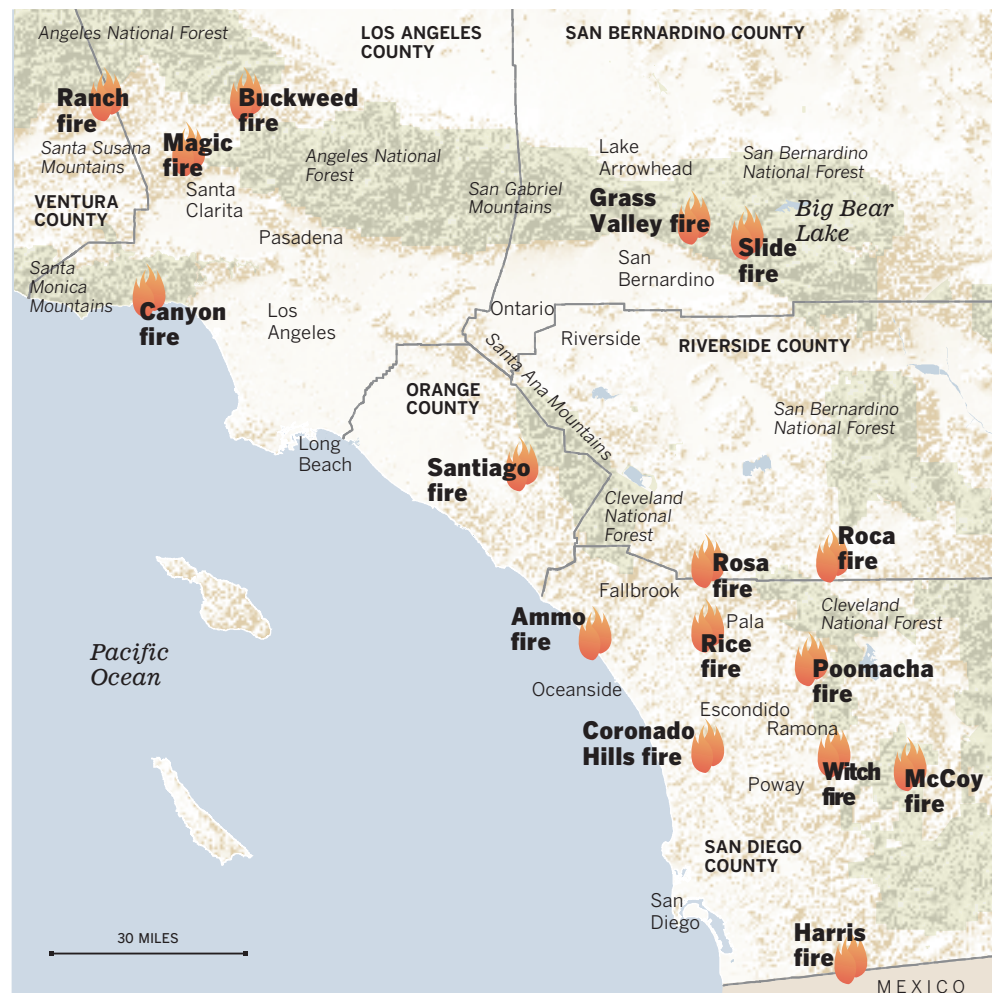 Angeles National Forest
LOS ANGELES
COUNTY
SAN BERNARDINO COUNTY
Ranch
fire
Buckweed
fire
Santa Susana
Mountains
Magic
fire
Angeles National
Forest
Lake
Arrowhead
San Bernardino
National Forest
VENTURA
COUNTY
Santa
Clarita
San Gabriel
Mountains
Grass
Valley fire
Big Bear
Lake
Pasadena
Slide
fire
Santa
Monica
Mountains
San
Bernardino
Canyon
fire
Los
Angeles
Ontario
Riverside
RIVERSIDE COUNTY
Santa Ana Mountains
ORANGE
COUNTY
San Bernardino
National Forest
Long
Beach
Santiago
fire
Cleveland
National
Forest
Roca
fire
Rosa
fire
Fallbrook
Ammo
fire
Pala
Cleveland
National Forest
Rice
fire
Pacific
Ocean
Poomacha
fire
Oceanside
Escondido
Ramona
Coronado
Hills fire
Witch
fire
McCoy
fire
Poway
SAN DIEGO
COUNTY
San
Diego
30 MILES
Harris
fire
MEXICO